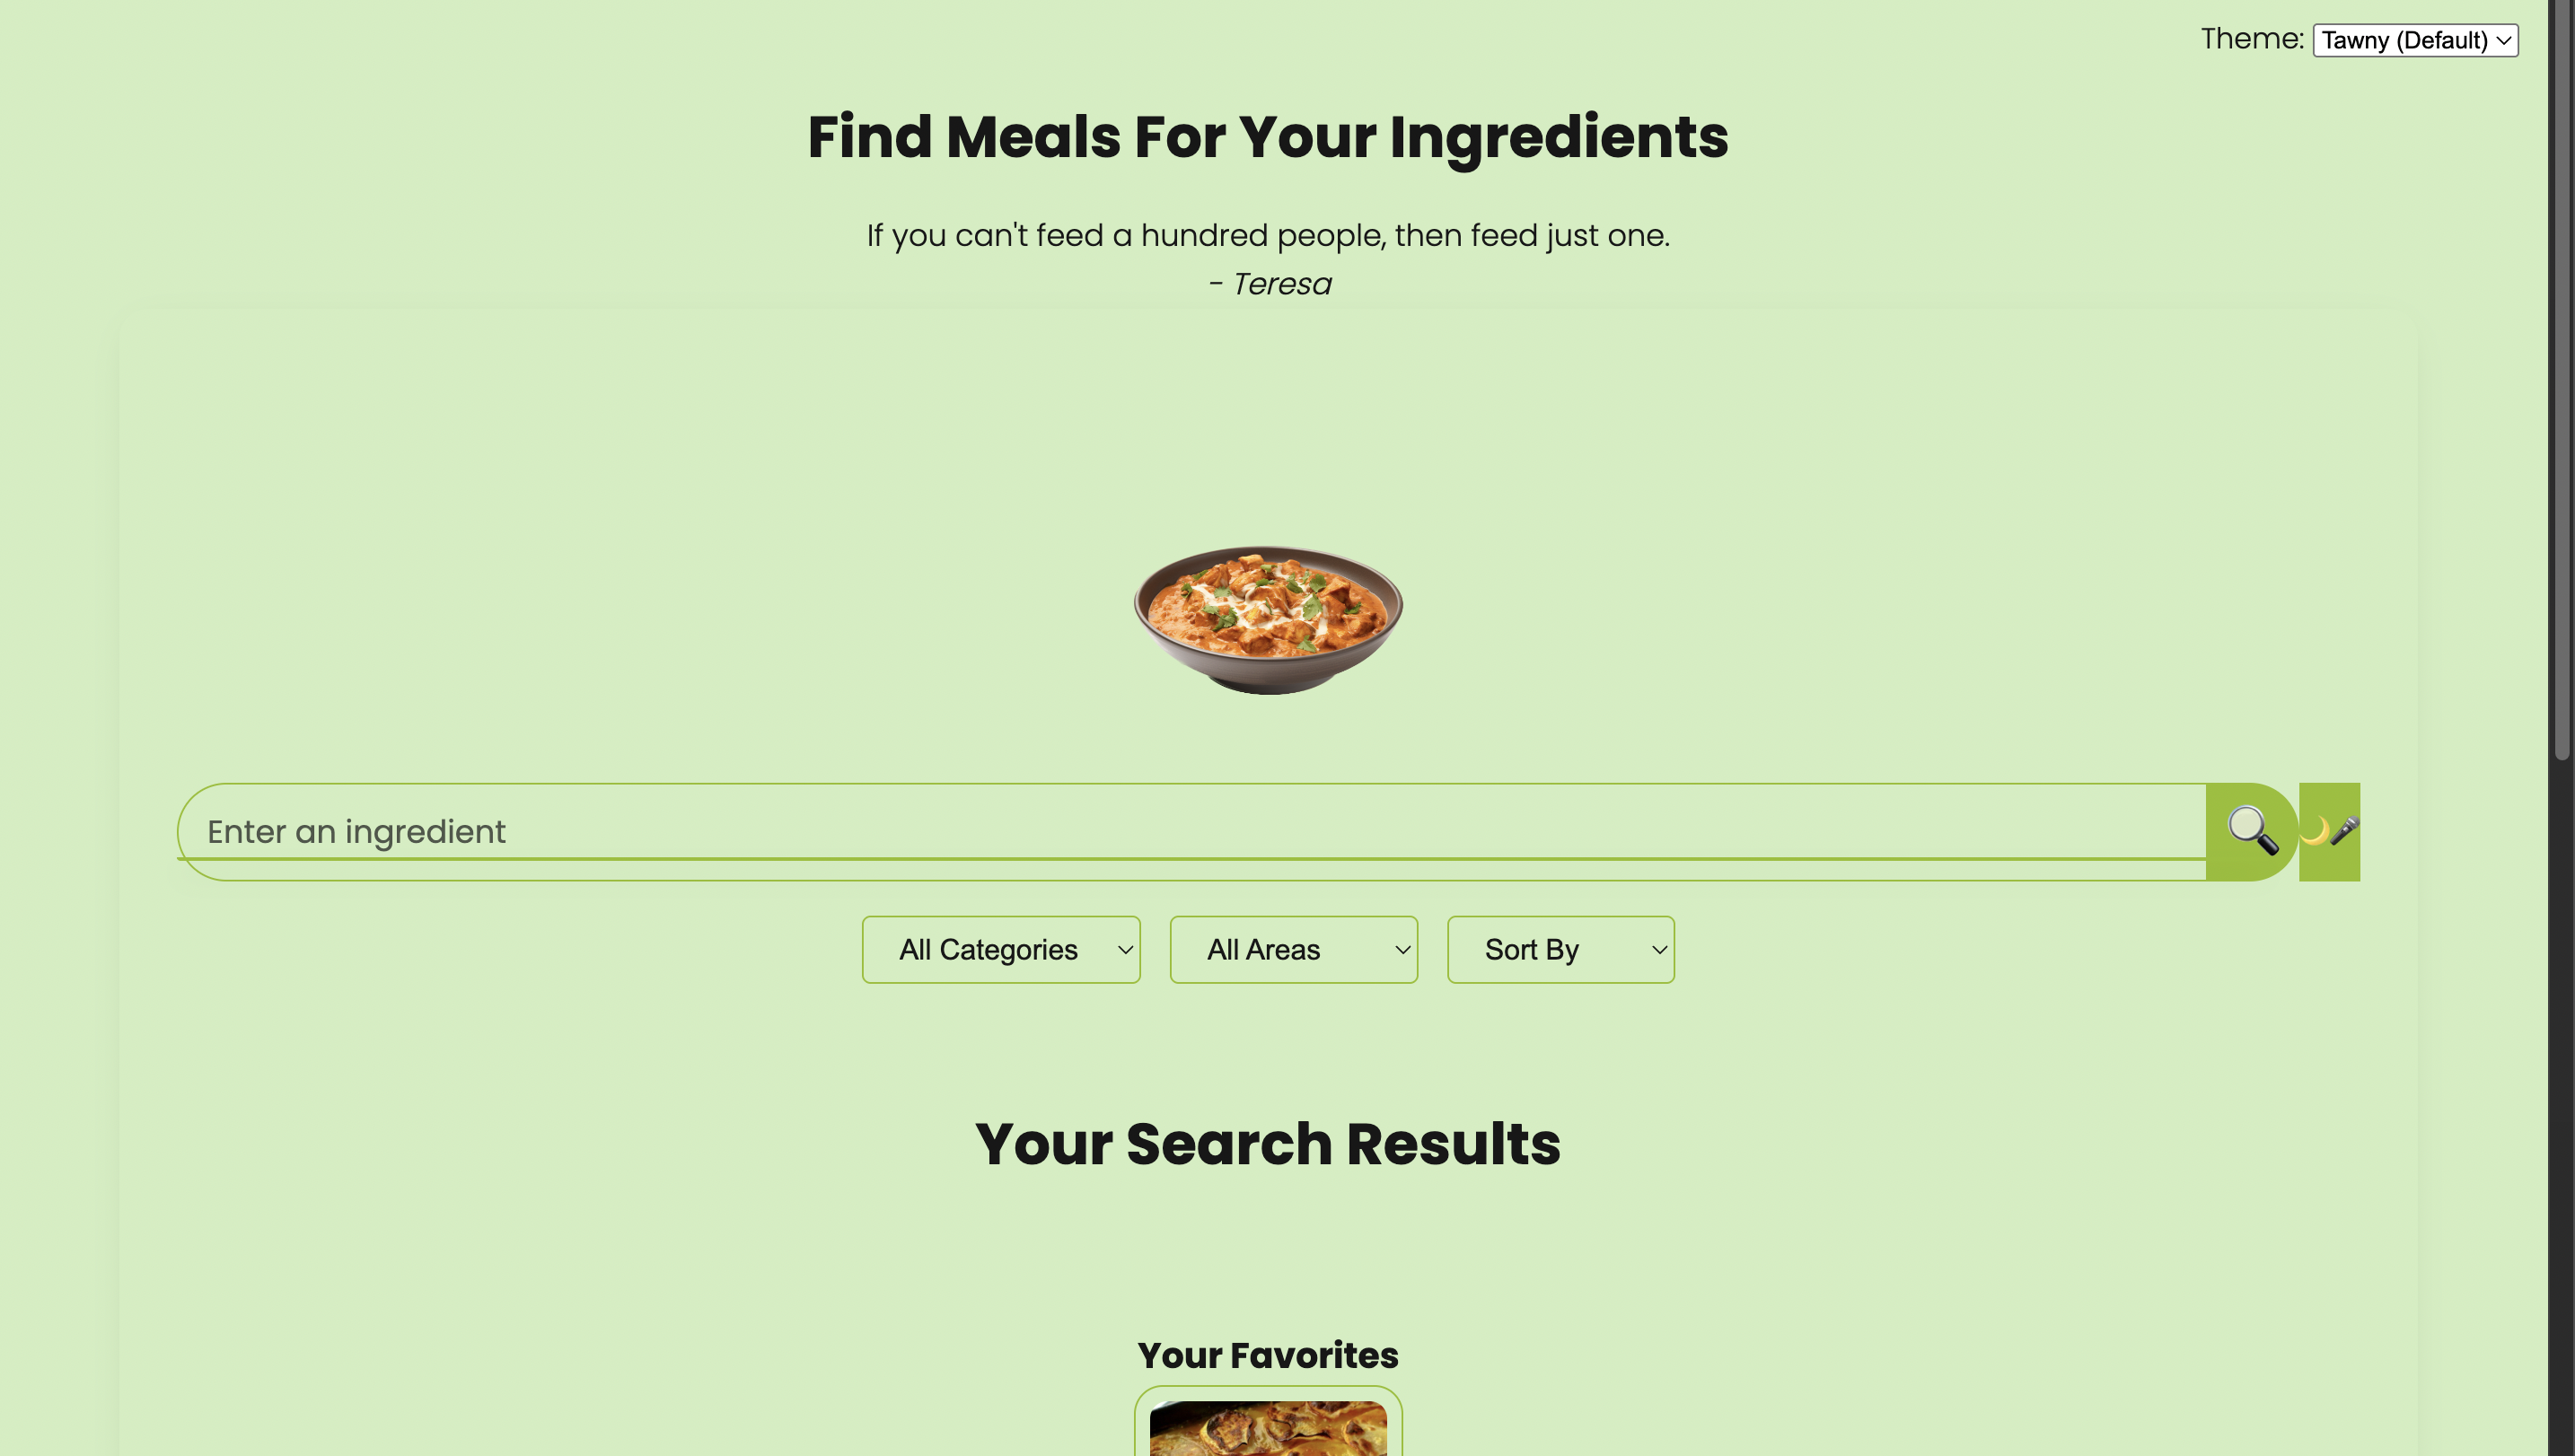 Theme: Tawny (Default)
Find Meals For Your Ingredients
If you can't feed a hundred people, then feed just one.
- Teresa
Enter an ingredient
All Categories
All Areas
Sort By
Your Search Results
Your Favorites